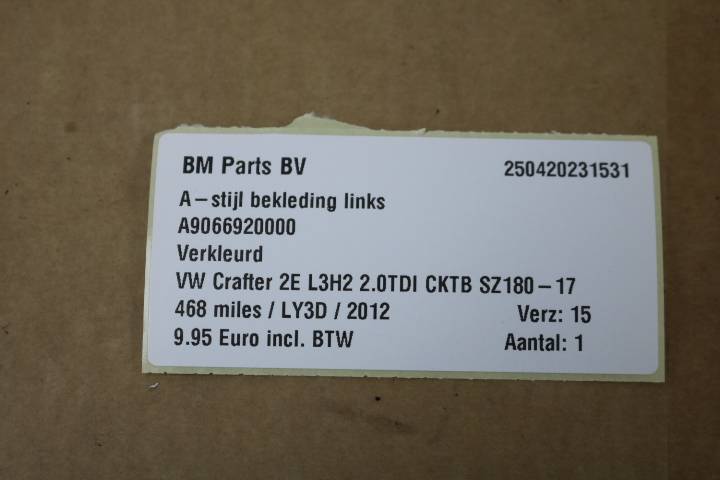 BM Parts BV 250420231531
A-stijl bekleding links
A9066920000
Verkleurd
VW Crafter 2E L3H2 2.0TDI CKTB SZ180-17
468 miles / LY3D / 2012 Verz: 15
9.95 Euro incl. BTW Aantal: 1